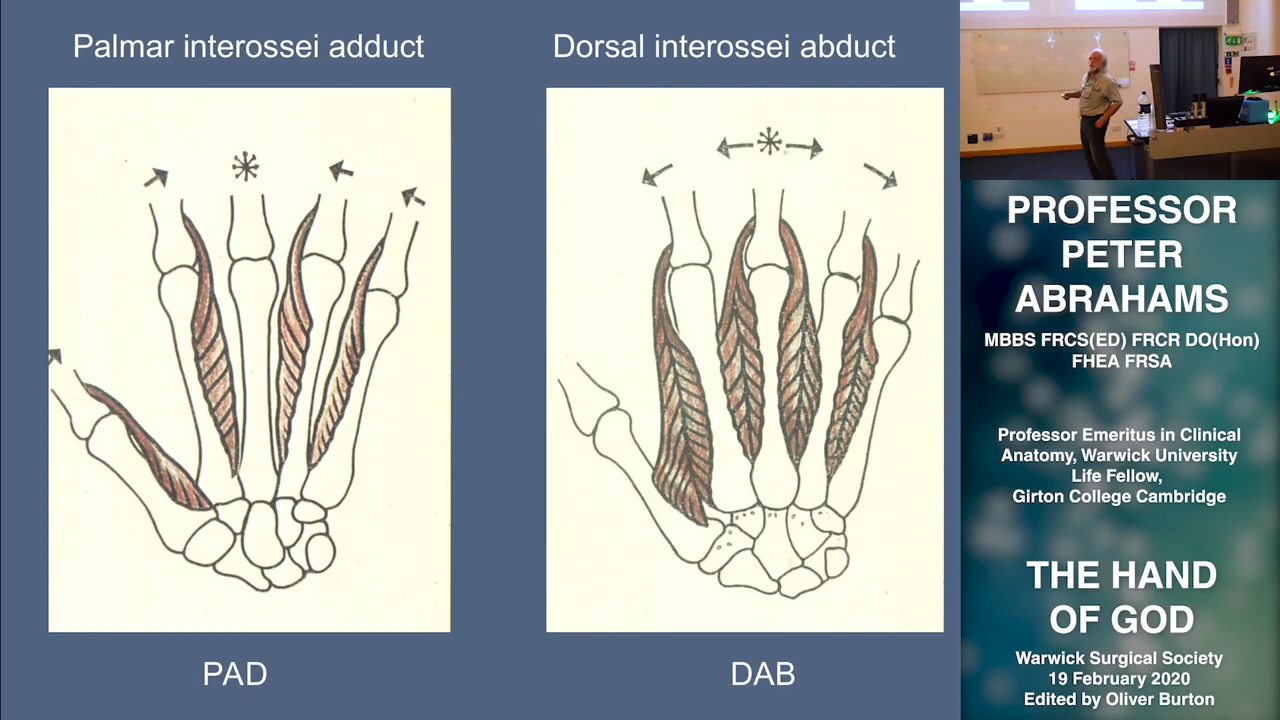 Palmar interossei adduct
Dorsal interossei abduct
PAD
DAB
PROFESSOR
PETER
ABRAHAMS
MBBS FRCS(ED) FRCR DO(Hon)
FHEA FRSA
Professor Emeritus in Clinical
Anatomy, Warwick University
Life Fellow,
Girton College Cambridge
THE HAND
OF GOD
Warwick Surgical Society
19 February 2020
Edited by Oliver Burton